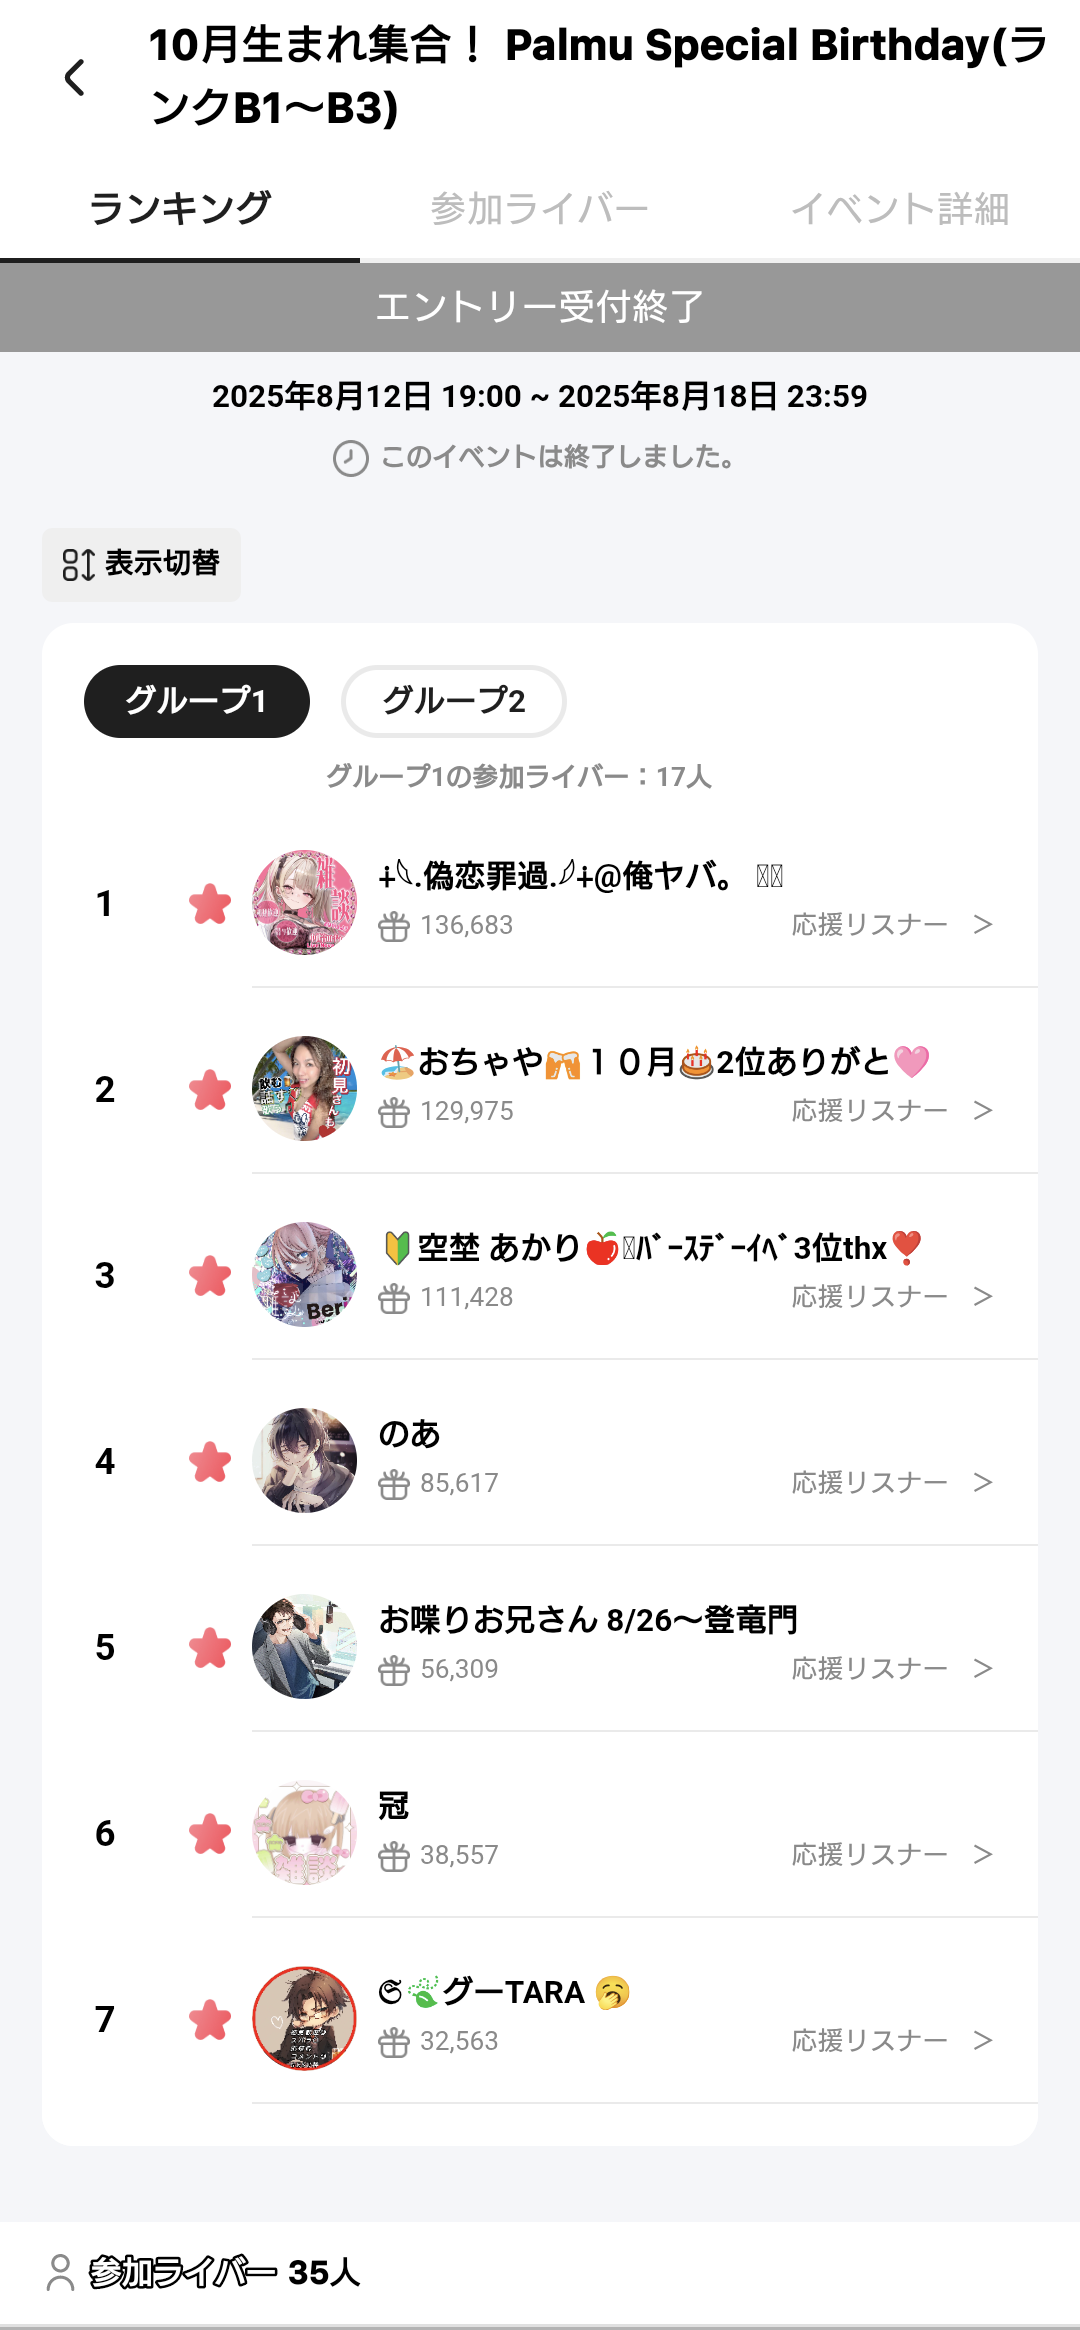 10月生まれ集合！ Palmu Special Birthday(ラ
ンクB1〜B3)
ランキング
参加ライバー
イベント詳細
エントリー受付終了
2025年8月12日 19:00 ~ 2025年8月18日 23:59
このイベントは終了しました。
表示切替
グループ1
グループ2
グループ1の参加ライバー：17人
1
.偽恋罪過.@俺ヤバ。
136,683
応援リスナー >
2
🏖️おちゃや🍻１０月🎂2位ありがと🩷
129,975
応援リスナー >
3
🔰空埜 あかり🍎ﾊﾞｰｽﾃﾞｰｲﾍﾞ3位thx❣️
111,428
応援リスナー >
4
のあ
85,617
応援リスナー >
5
お喋りお兄さん 8/26〜登竜門
56,309
応援リスナー >
6
冠
38,557
応援リスナー >
7
𝕾🍃グーTARA 🥱
32,563
応援リスナー >
参加ライバー 35人